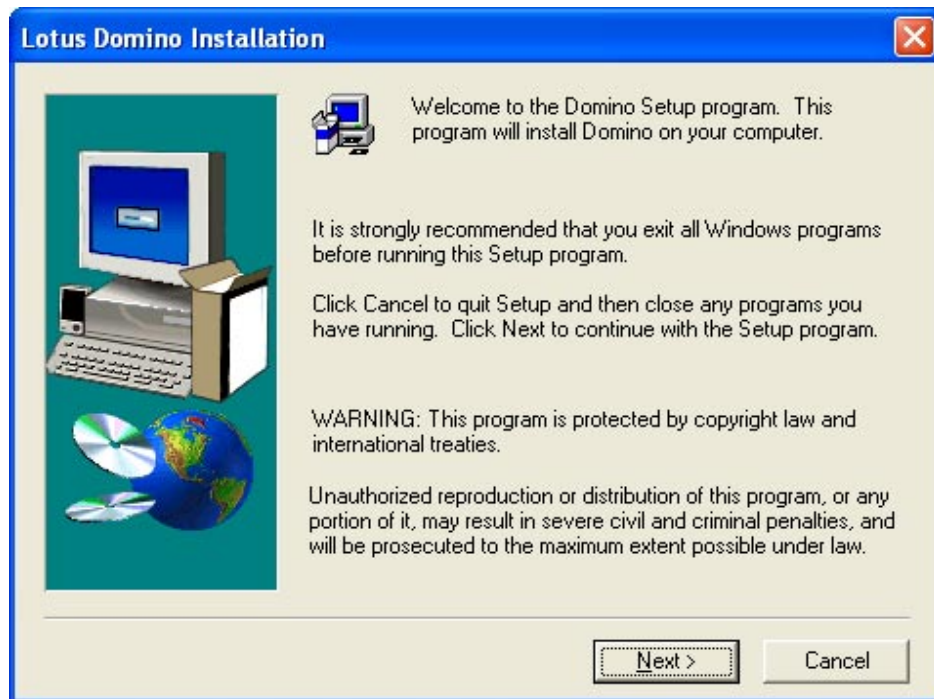 Lotus Domino Installation
Welcome to the Domino Setup program. This
program will install Domino on your computer.
It is strongly recommended that you exit all Windows programs
before running this Setup program.
Click Cancel to quit Setup and then close any programs you
have running. Click Next to continue with the Setup program.
WARNING: This program is protected by copyright law and
international treaties.
Unauthorized reproduction or distribution of this program, or any
portion of it, may result in severe civil and criminal penalties, and
will be prosecuted to the maximum extent possible under law.
Next >
Cancel